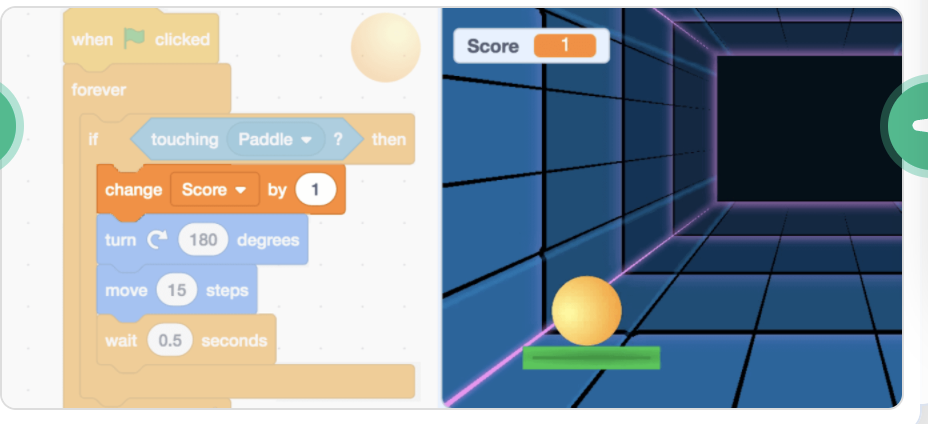 when clicked
forever
if touching Paddle ? then
change Score by 1
turn 180 degrees
move 15 steps
wait 0.5 seconds
Score 1